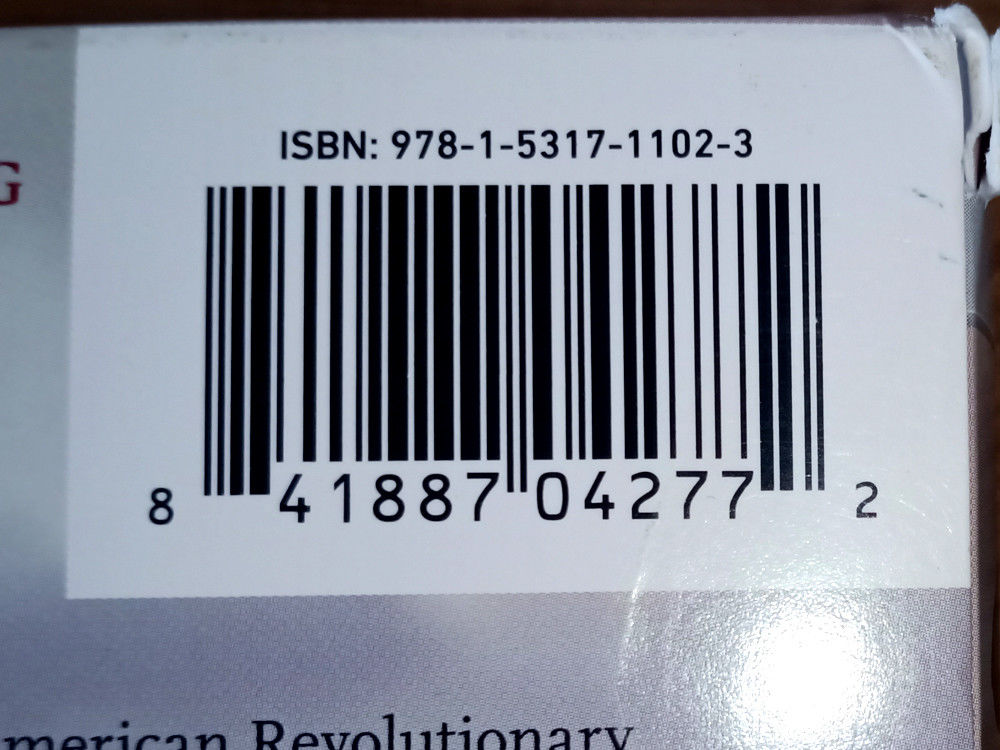 ISBN: 978-1-5317-1102-3
G
8 41887 04277 2
merican Revolutionary